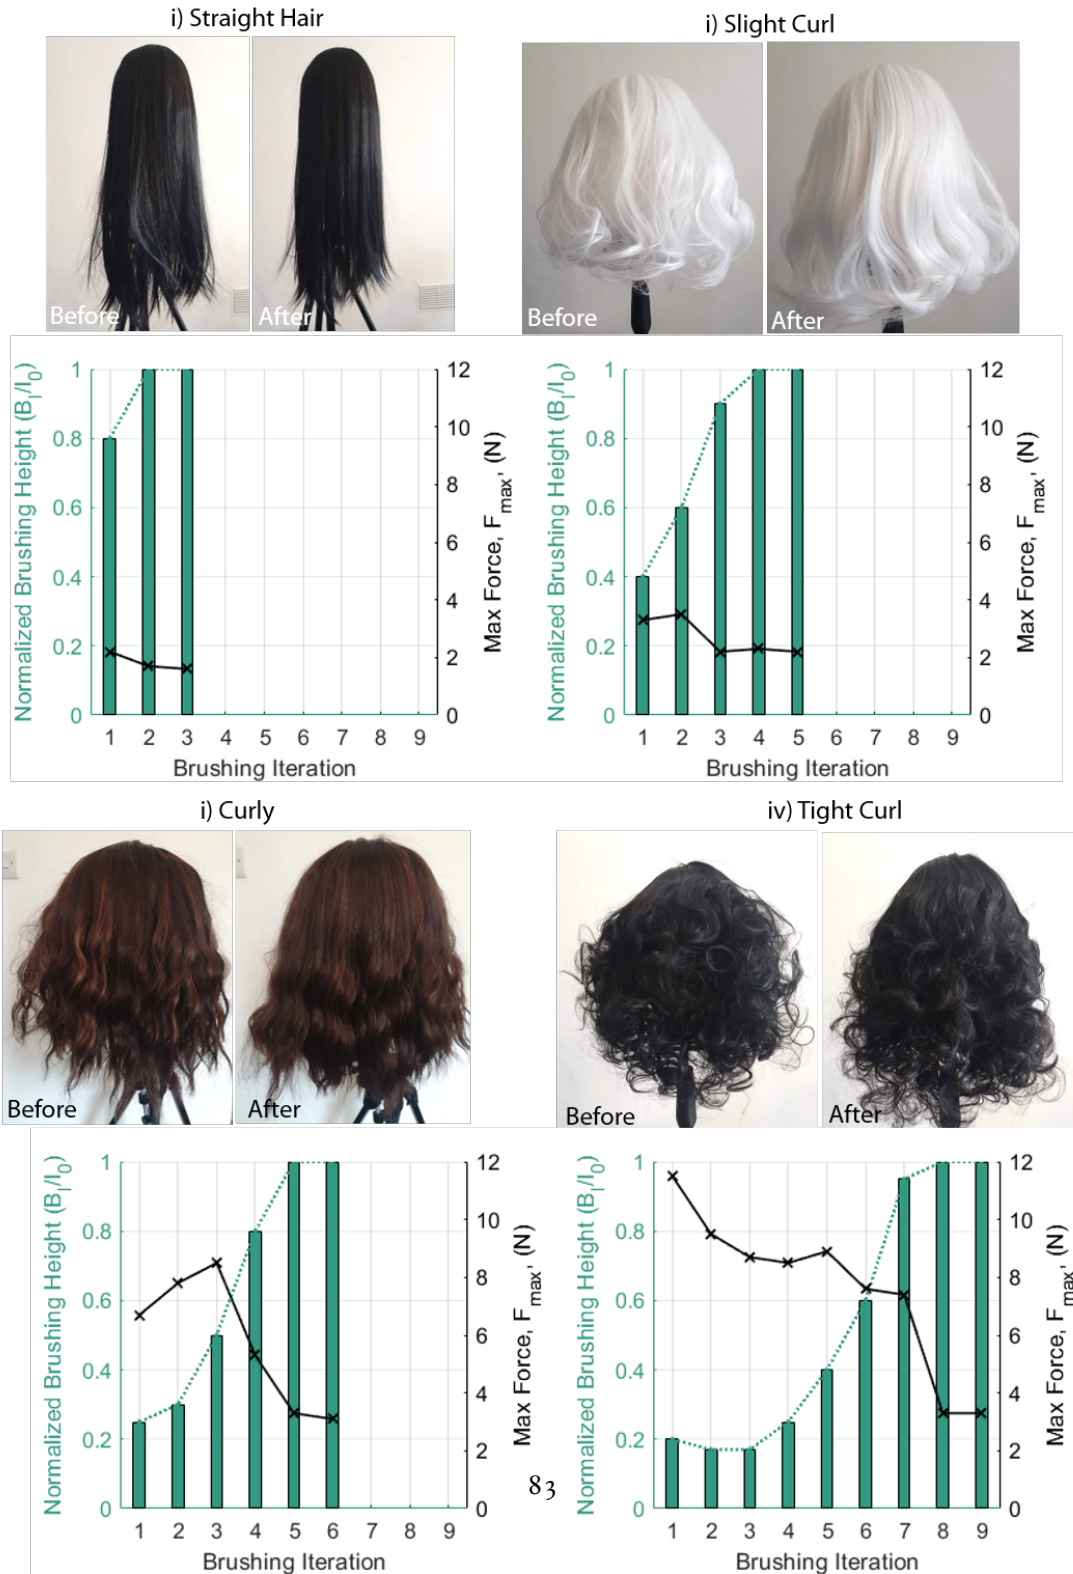 i) Straight Hair
i) Slight Curl
Before
After
Before
After
Normalized Brushing Height (B_l/l_0)
1
0.8
0.6
0.4
0.2
0
12
10
8
6
4
2
0
Max Force, F_max, (N)
1 2 3 4 5 6 7 8 9
Brushing Iteration
Normalized Brushing Height (B_l/l_0)
1
0.8
0.6
0.4
0.2
0
12
10
8
6
4
2
0
Max Force, F_max, (N)
1 2 3 4 5 6 7 8 9
Brushing Iteration
i) Curly
iv) Tight Curl
Before
After
Before
After
Normalized Brushing Height (B_l/l_0)
1
0.8
0.6
0.4
0.2
0
12
10
8
6
4
2
0
Max Force, F_max, (N)
1 2 3 4 5 6 7 8 9
Brushing Iteration
Normalized Brushing Height (B_l/l_0)
1
0.8
0.6
0.4
0.2
0
12
10
8
6
4
2
0
Max Force, F_max, (N)
1 2 3 4 5 6 7 8 9
Brushing Iteration
83